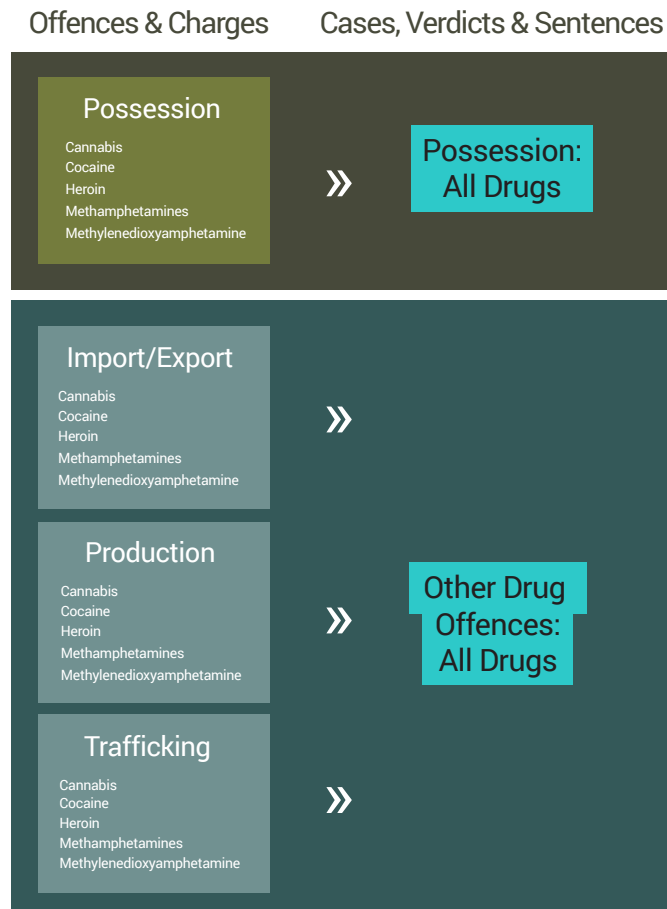 Offences & Charges
Cases, Verdicts & Sentences
Possession
Cannabis
Cocaine
Heroin
Methamphetamines
Methylenedioxyamphetamine
»
Possession:
All Drugs
Import/Export
Cannabis
Cocaine
Heroin
Methamphetamines
Methylenedioxyamphetamine
»
Production
Cannabis
Cocaine
Heroin
Methamphetamines
Methylenedioxyamphetamine
»
Other Drug
Offences:
All Drugs
Trafficking
Cannabis
Cocaine
Heroin
Methamphetamines
Methylenedioxyamphetamine
»